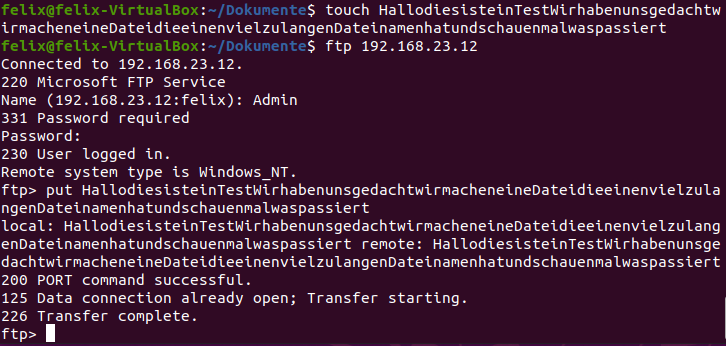 felix@felix-VirtualBox:~/Dokumente$ touch HallodiesisteinTestWirhabenunsgedachtw
irmacheneineDateidieeinenvielzulangenDateinamenhatundschauenmalwaspassiert
felix@felix-VirtualBox:~/Dokumente$ ftp 192.168.23.12
Connected to 192.168.23.12.
220 Microsoft FTP Service
Name (192.168.23.12:felix): Admin
331 Password required
Password:
230 User logged in.
Remote system type is Windows_NT.
ftp> put HallodiesisteinTestWirhabenunsgedachtwirmacheneineDateidieeinenvielzula
ngenDateinamenhatundschauenmalwaspassiert
local: HallodiesisteinTestWirhabenunsgedachtwirmacheneineDateidieeinenvielzulang
enDateinamenhatundschauenmalwaspassiert remote: HallodiesisteinTestWirhabenunsge
dachtwirmacheneineDateidieeinenvielzulangenDateinamenhatundschauenmalwaspassiert
200 PORT command successful.
125 Data connection already open; Transfer starting.
226 Transfer complete.
ftp>